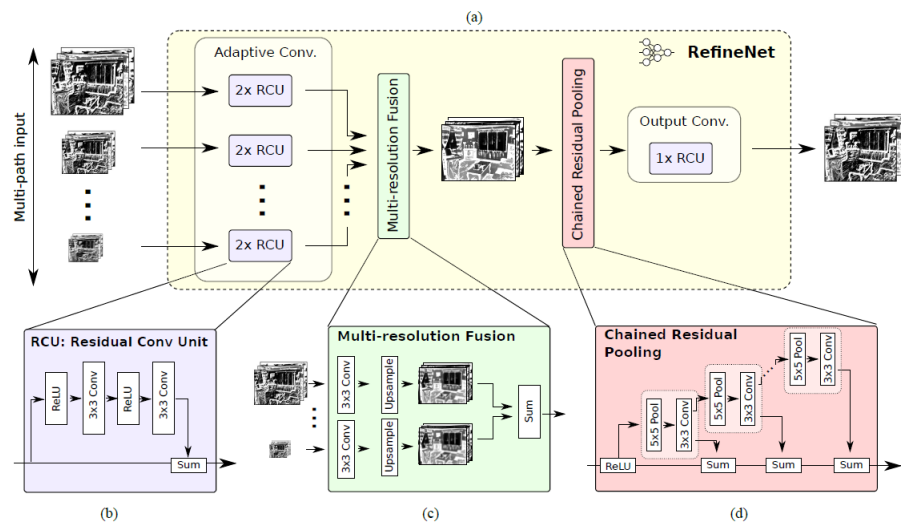 (a)
Multi-path input
Adaptive Conv.
2x RCU
2x RCU
2x RCU
Multi-resolution Fusion
Chained Residual Pooling
RefineNet
Output Conv.
1x RCU
RCU: Residual Conv Unit
ReLU
3x3 Conv
ReLU
3x3 Conv
Sum
(b)
Multi-resolution Fusion
3x3 Conv
Upsample
3x3 Conv
Upsample
Sum
(c)
Chained Residual
Pooling
ReLU
5x5 Pool
3x3 Conv
5x5 Pool
3x3 Conv
5x5 Pool
3x3 Conv
Sum
Sum
Sum
(d)